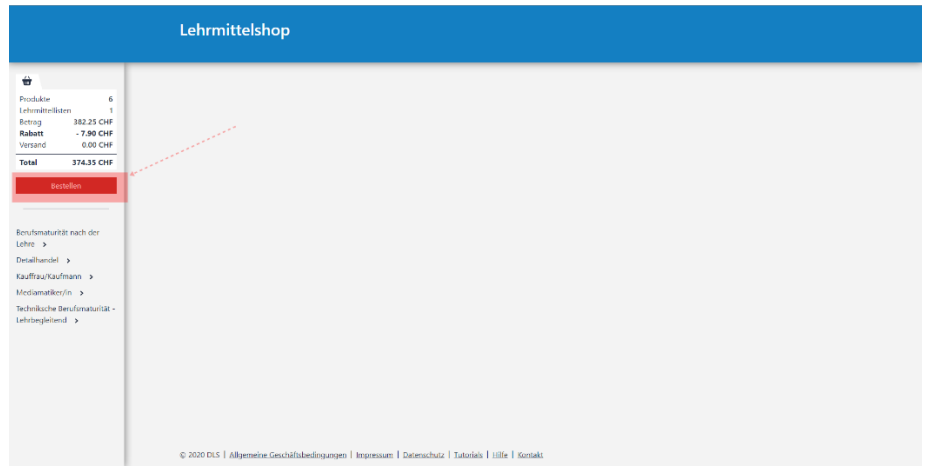 Lehrmittelshop
Produkte 6
Lehrmittellisten 1
Betrag 382.25 CHF
Rabatt - 7.90 CHF
Versand 0.00 CHF
Total 374.35 CHF
Bestellen
Berufsmaturität nach der
Lehre >
Detailhandel >
Kauffrau/Kaufmann >
Mediamatiker/in >
Technische Berufsmaturität -
Lehrbegleitend >
© 2020 DLS | Allgemeine Geschäftsbedingungen | Impressum | Datenschutz | Tutorials | Hilfe | Kontakt